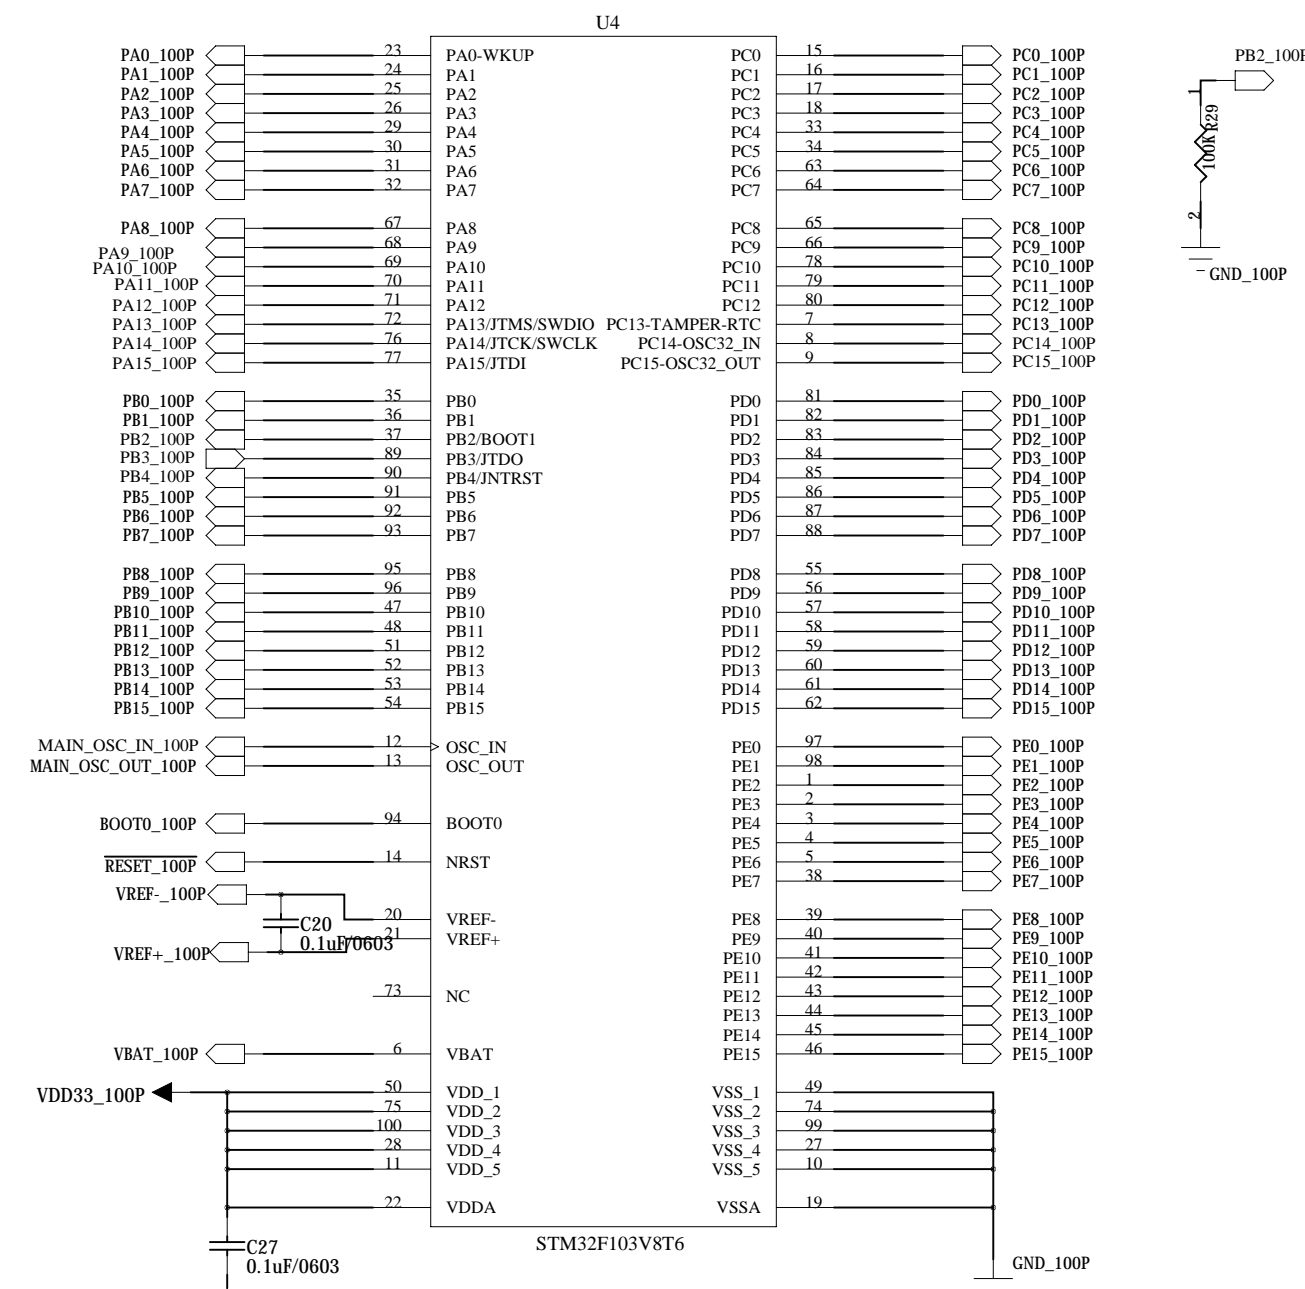 U4
PA0_100P 23 PA0-WKUP PC0 15 PC0_100P
PA1_100P 24 PA1 PC1 16 PC1_100P
PA2_100P 25 PA2 PC2 17 PC2_100P
PA3_100P 26 PA3 PC3 18 PC3_100P
PA4_100P 29 PA4 PC4 33 PC4_100P
PA5_100P 30 PA5 PC5 34 PC5_100P
PA6_100P 31 PA6 PC6 63 PC6_100P
PA7_100P 32 PA7 PC7 64 PC7_100P
PA8_100P 67 PA8 PC8 65 PC8_100P
PA9_100P 68 PA9 PC9 66 PC9_100P
PA10_100P 69 PA10 PC10 78 PC10_100P
PA11_100P 70 PA11 PC11 79 PC11_100P
PA12_100P 71 PA12 PC12 80 PC12_100P
PA13_100P 72 PA13/JTMS/SWDIO PC13-TAMPER-RTC 7 PC13_100P
PA14_100P 76 PA14/JTCK/SWCLK PC14-OSC32_IN 8 PC14_100P
PA15_100P 77 PA15/JTDI PC15-OSC32_OUT 9 PC15_100P
PB0_100P 35 PB0 PD0 81 PD0_100P
PB1_100P 36 PB1 PD1 82 PD1_100P
PB2_100P 37 PB2/BOOT1 PD2 83 PD2_100P
PB3_100P 89 PB3/JTDO PD3 84 PD3_100P
PB4_100P 90 PB4/JNTRST PD4 85 PD4_100P
PB5_100P 91 PB5 PD5 86 PD5_100P
PB6_100P 92 PB6 PD6 87 PD6_100P
PB7_100P 93 PB7 PD7 88 PD7_100P
PB8_100P 95 PB8 PD8 55 PD8_100P
PB9_100P 96 PB9 PD9 56 PD9_100P
PB10_100P 47 PB10 PD10 57 PD10_100P
PB11_100P 48 PB11 PD11 58 PD11_100P
PB12_100P 51 PB12 PD12 59 PD12_100P
PB13_100P 52 PB13 PD13 60 PD13_100P
PB14_100P 53 PB14 PD14 61 PD14_100P
PB15_100P 54 PB15 PD15 62 PD15_100P
MAIN_OSC_IN_100P 12 OSC_IN PE0 97 PE0_100P
MAIN_OSC_OUT_100P 13 OSC_OUT PE1 98 PE1_100P
PE2 1 PE2_100P
PE3 2 PE3_100P
BOOT0_100P 94 BOOT0 PE4 3 PE4_100P
PE5 4 PE5_100P
RESET_100P 14 NRST PE6 5 PE6_100P
PE7 38 PE7_100P
VREF-_100P 20 VREF- PE8 39 PE8_100P
C20
0.1uF/0603
VREF+_100P 21 VREF+ PE9 40 PE9_100P
PE10 41 PE10_100P
PE11 42 PE11_100P
73 NC PE12 43 PE12_100P
PE13 44 PE13_100P
PE14 45 PE14_100P
VBAT_100P 6 VBAT PE15 46 PE15_100P
VDD33_100P 50 VDD_1 VSS_1 49
75 VDD_2 VSS_2 74
100 VDD_3 VSS_3 99
28 VDD_4 VSS_4 27
11 VDD_5 VSS_5 10
22 VDDA VSSA 19
STM32F103V8T6
C27
0.1uF/0603
GND_100P
1
R29
100K
2
GND_100P